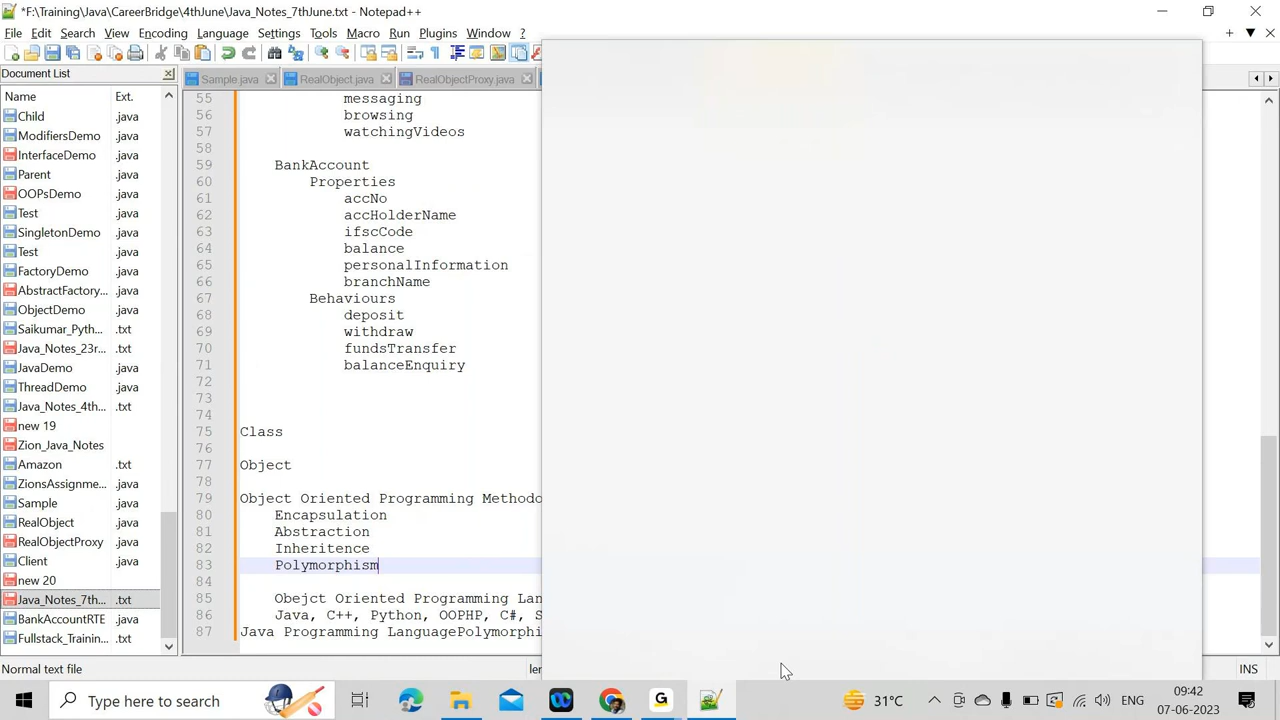 *F:\Training\Java\CareerBridge\4thJune\Java_Notes_7thJune.txt - Notepad++
File Edit Search View Encoding Language Settings Tools Macro Run Plugins Window ?
Document List
Sample.java RealObject.java RealObjectProxy.java
Name Ext.
Child .java
ModifiersDemo .java
InterfaceDemo .java
Parent .java
OOPsDemo .java
Test .java
SingletonDemo .java
Test .java
FactoryDemo .java
AbstractFactory... .java
ObjectDemo .java
Saikumar_Pyth... .txt
Java_Notes_23r... .txt
JavaDemo .java
ThreadDemo .java
Java_Notes_4th... .txt
new 19
Zion_Java_Notes
Amazon .txt
ZionsAssignme... .java
Sample .java
RealObject .java
RealObjectProxy .java
Client .java
new 20
Java_Notes_7th... .txt
BankAccountRTE .java
Fullstack_Trainin... .txt
55 messaging
56 browsing
57 watchingVideos
58
59 BankAccount
60 Properties
61 accNo
62 accHolderName
63 ifscCode
64 balance
65 personalInformation
66 branchName
67 Behaviours
68 deposit
69 withdraw
70 fundsTransfer
71 balanceEnquiry
72
73
74
75 Class
76
77 Object
78
79 Object Oriented Programming Methodo
80 Encapsulation
81 Abstraction
82 Inheritence
83 Polymorphism
84
85 Obejct Oriented Programming Lan
86 Java, C++, Python, OOPHP, C#, S
87 Java Programming LanguagePolymorphi
Normal text file len INS
Type here to search 31°C ENG 09:42
07-06-2023